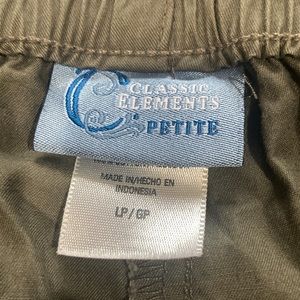 CLASSIC
ELEMENTS
PETITE
MADE IN/HECHO EN
INDONESIA
LP/GP